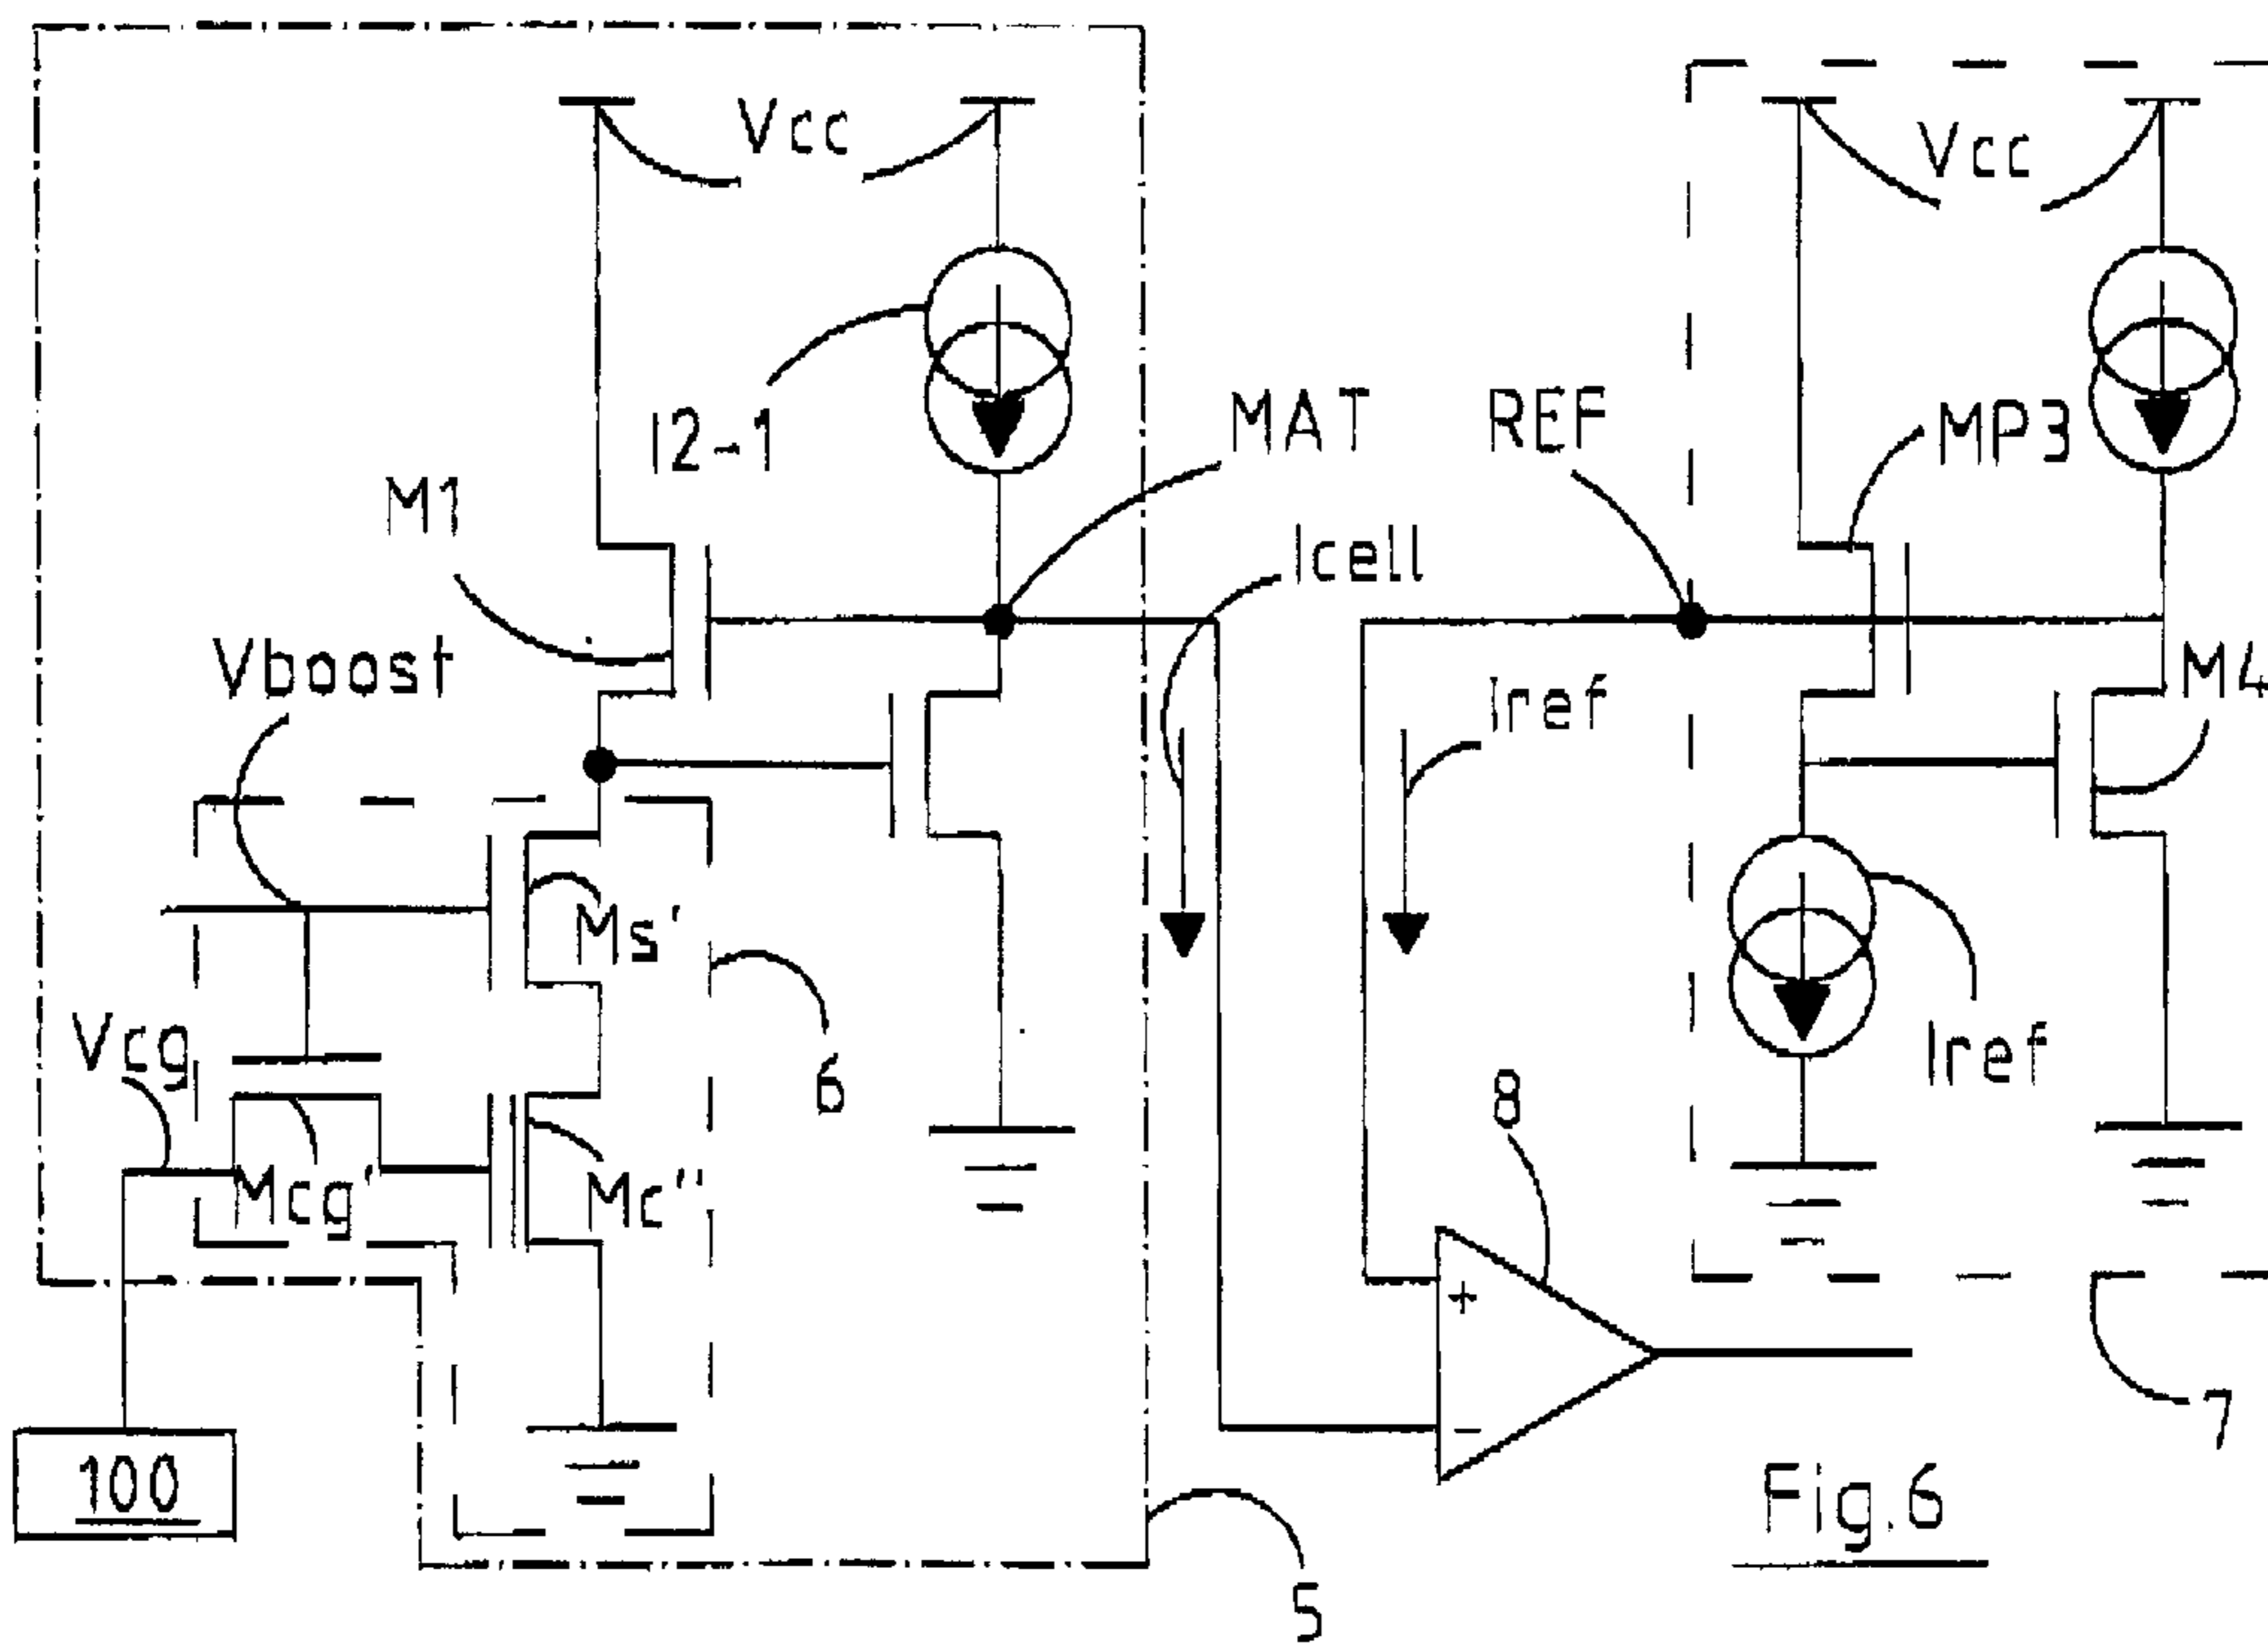 Vcc
Vcc
I2-1
MAT
REF
MP3
M1
Icell
Vboost
Iref
M4
Ms'
Vcg
6
Iref
8
Mcg'
Mc''
+
-
100
7
Fig.6
5